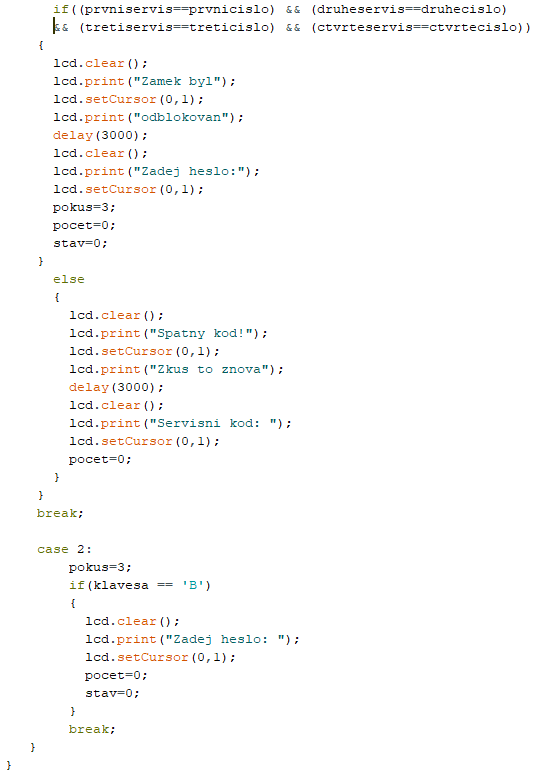 if((prvniservis==prvnicislo) && (druheservis==druhecislo)
&& (tretiservis==treticislo) && (ctvrteservis==ctvrtecislo))
{
lcd.clear();
lcd.print("Zamek byl");
lcd.setCursor(0,1);
lcd.print("odblokovan");
delay(3000);
lcd.clear();
lcd.print("Zadej heslo:");
lcd.setCursor(0,1);
pokus=3;
pocet=0;
stav=0;
}
else
{
lcd.clear();
lcd.print("Spatny kod!");
lcd.setCursor(0,1);
lcd.print("Zkus to znova");
delay(3000);
lcd.clear();
lcd.print("Servisni kod: ");
lcd.setCursor(0,1);
pocet=0;
}
}
break;
case 2:
pokus=3;
if(klavesa == 'B')
{
lcd.clear();
lcd.print("Zadej heslo: ");
lcd.setCursor(0,1);
pocet=0;
stav=0;
}
break;
}
}